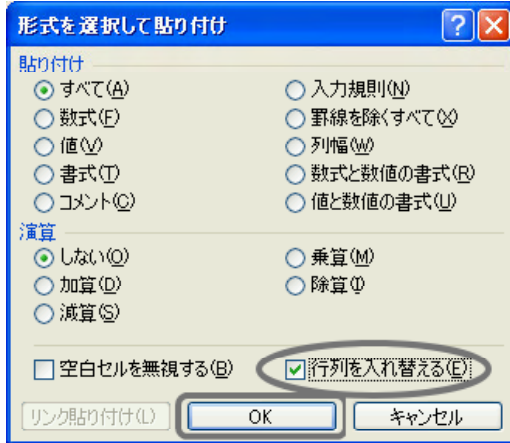 形式を選択して貼り付け
貼り付け
すべて(A)
入力規則(N)
数式(F)
罫線を除くすべて(X)
値(V)
列幅(W)
書式(T)
数式と数値の書式(R)
コメント(C)
値と数値の書式(U)
演算
しない(O)
乗算(M)
加算(D)
除算(I)
減算(S)
空白セルを無視する(B)
行列を入れ替える(E)
リンク貼り付け(L)
OK
キャンセル